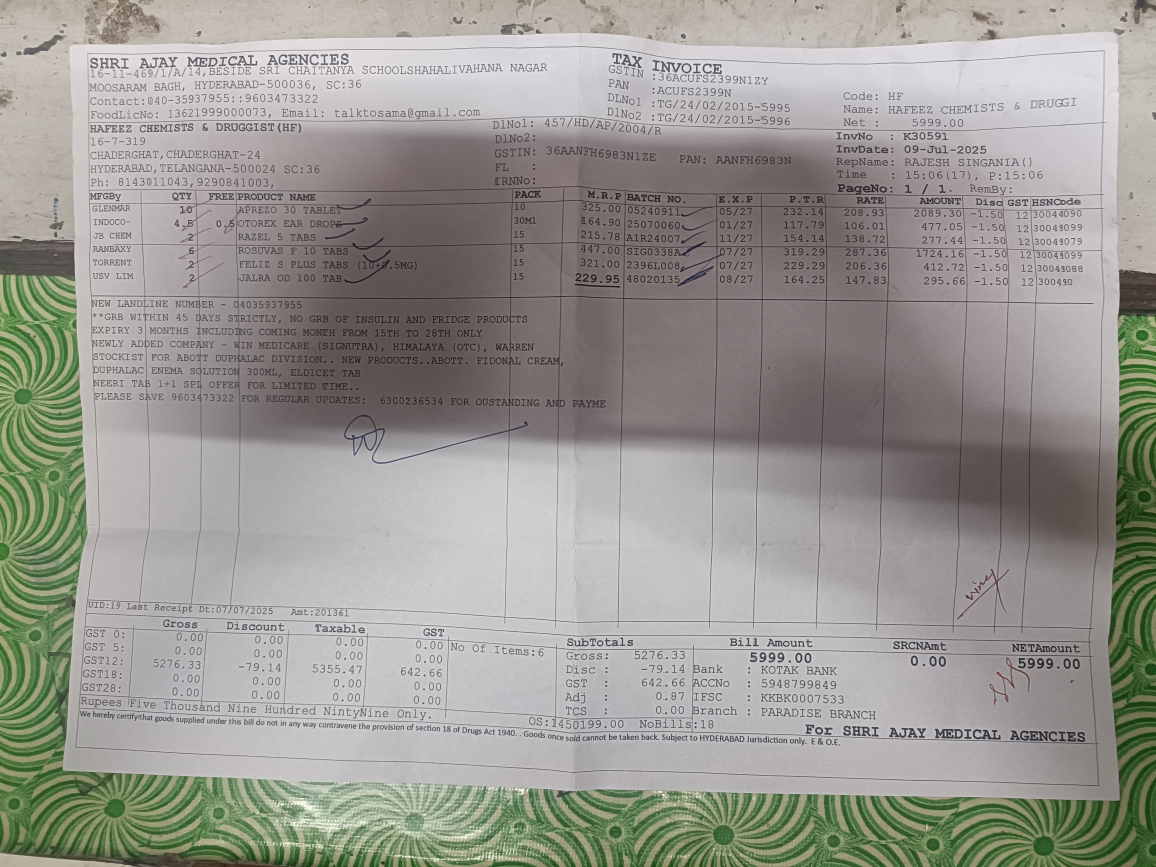 SHRI AJAY MEDICAL AGENCIES
16-11-469/1/A/14,BESIDE SRI CHAITANYA SCHOOLSHAHALIVAHANA NAGAR
MOOSARAM BAGH, HYDERABAD-500036, SC:36
Contact:040-35937955::9603473322
FoodLicNo: 13621999000073, Email: talktosama@gmail.com
TAX INVOICE
GSTIN :36ACUFS2399N1ZY
PAN :ACUFS2399N
DLNo1 :TG/24/02/2015-5995
DLNo2 :TG/24/02/2015-5996
Code: HF
Name: HAFEEZ CHEMISTS & DRUGGI
Net : 5999.00
HAFEEZ CHEMISTS & DRUGGIST(HF)
16-7-319
CHADERGHAT,CHADERGHAT-24
HYDERABAD,TELANGANA-500024 SC:36
Ph: 8143011043,9290841003,
DlNo1: 457/HD/AP/2004/R
DlNo2:
GSTIN: 36AANFH6983N1ZE PAN: AANFH6983N
FL :
IRNNo:
InvNo : K30591
InvDate: 09-Jul-2025
RepName: RAJESH SINGANIA()
Time : 15:06(17), P:15:06
PageNo: 1 / 1. RemBy:
MFGBy QTY FREE PRODUCT NAME PACK M.R.P BATCH NO. E.X.P P.T.R RATE AMOUNT Disc GST HSNCode
GLENMAR 10 APREZO 30 TABLET 10 325.00 05240911 05/27 232.14 208.93 2089.30 -1.50 12 30044090
INDOCO- 4.5 0.5 OTOREX EAR DROPS 30Ml 164.90 25070060 01/27 117.79 106.01 477.05 -1.50 12 30049099
JB CHEM 2 RAZEL 5 TABS 15 215.78 A1R24007 11/27 154.14 138.72 277.44 -1.50 12 30049079
RANBAXY 6 ROSUVAS F 10 TABS 15 447.00 SIG0338A 07/27 319.29 287.36 1724.16 -1.50 12 30049099
TORRENT 2 FELIZ S PLUS TABS (10+0.5MG) 15 321.00 2396L008 07/27 229.29 206.36 412.72 -1.50 12 30049088
USV LIM 2 JALRA OD 100 TAB 15 229.95 48020135 08/27 164.25 147.83 295.66 -1.50 12 300490
NEW LANDLINE NUMBER - 04035937955
**GRB WITHIN 45 DAYS STRICTLY, NO GRB OF INSULIN AND FRIDGE PRODUCTS
EXPIRY 3 MONTHS INCLUDING COMING MONTH FROM 15TH TO 28TH ONLY
NEWLY ADDED COMPANY - WIN MEDICARE (SIGNUTRA), HIMALAYA (OTC), WARREN
STOCKIST FOR ABOTT DUPHALAC DIVISION.. NEW PRODUCTS..ABOTT. FIDONAL CREAM,
DUPHALAC ENEMA SOLUTION 300ML, ELDICET TAB
NEERI TAB 1+1 SPL OFFER FOR LIMITED TIME..
PLEASE SAVE 9603473322 FOR REGULAR UPDATES: 6300236534 FOR OUSTANDING AND PAYME
UID:19 Last Receipt Dt:07/07/2025 Amt:201361
Gross Discount Taxable GST
GST 0: 0.00 0.00 0.00 0.00
GST 5: 0.00 0.00 0.00 0.00
GST12: 5276.33 -79.14 5355.47 642.66
GST18: 0.00 0.00 0.00 0.00
GST28: 0.00 0.00 0.00 0.00
No Of Items:6
SubTotals
Gross: 5276.33
Disc : -79.14
GST : 642.66
Adj : 0.87
TCS : 0.00
Bill Amount
5999.00
Bank : KOTAK BANK
ACCNo : 5948799849
IFSC : KKBK0007533
Branch : PARADISE BRANCH
SRCNAmt
0.00
NETAmount
5999.00
Rupees Five Thousand Nine Hundred NintyNine Only.
OS:1450199.00 NoBills:18
We hereby certifythat goods supplied under this bill do not in any way contravene the provision of section 18 of Drugs Act 1940. . Goods once sold cannot be taken back. Subject to HYDERABAD Jurisdiction only. E & O.E.
For SHRI AJAY MEDICAL AGENCIES